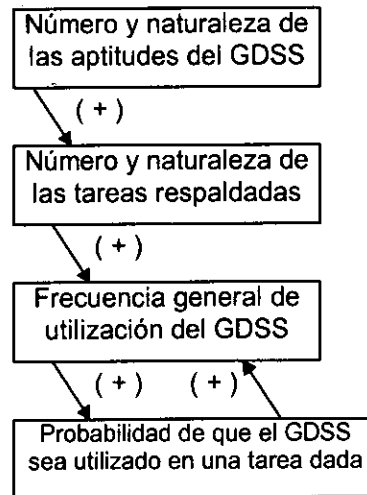 Número y naturaleza de
las aptitudes del GDSS
( + )
Número y naturaleza de
las tareas respaldadas
( + )
Frecuencia general de
utilización del GDSS
( + ) ( + )
Probabilidad de que el GDSS
sea utilizado en una tarea dada